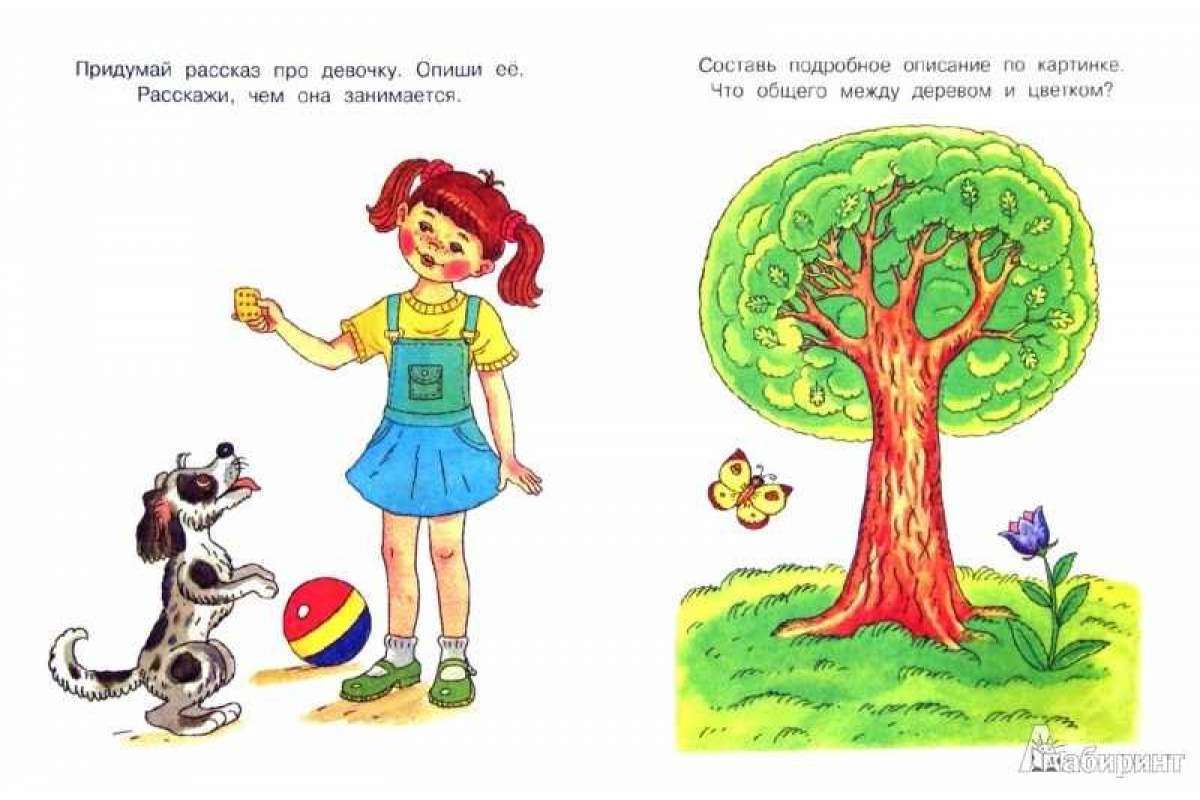 Придумай рассказ про девочку. Опиши её.
Расскажи, чем она занимается.
Составь подробное описание по картинке.
Что общего между деревом и цветком?
Лабиринт